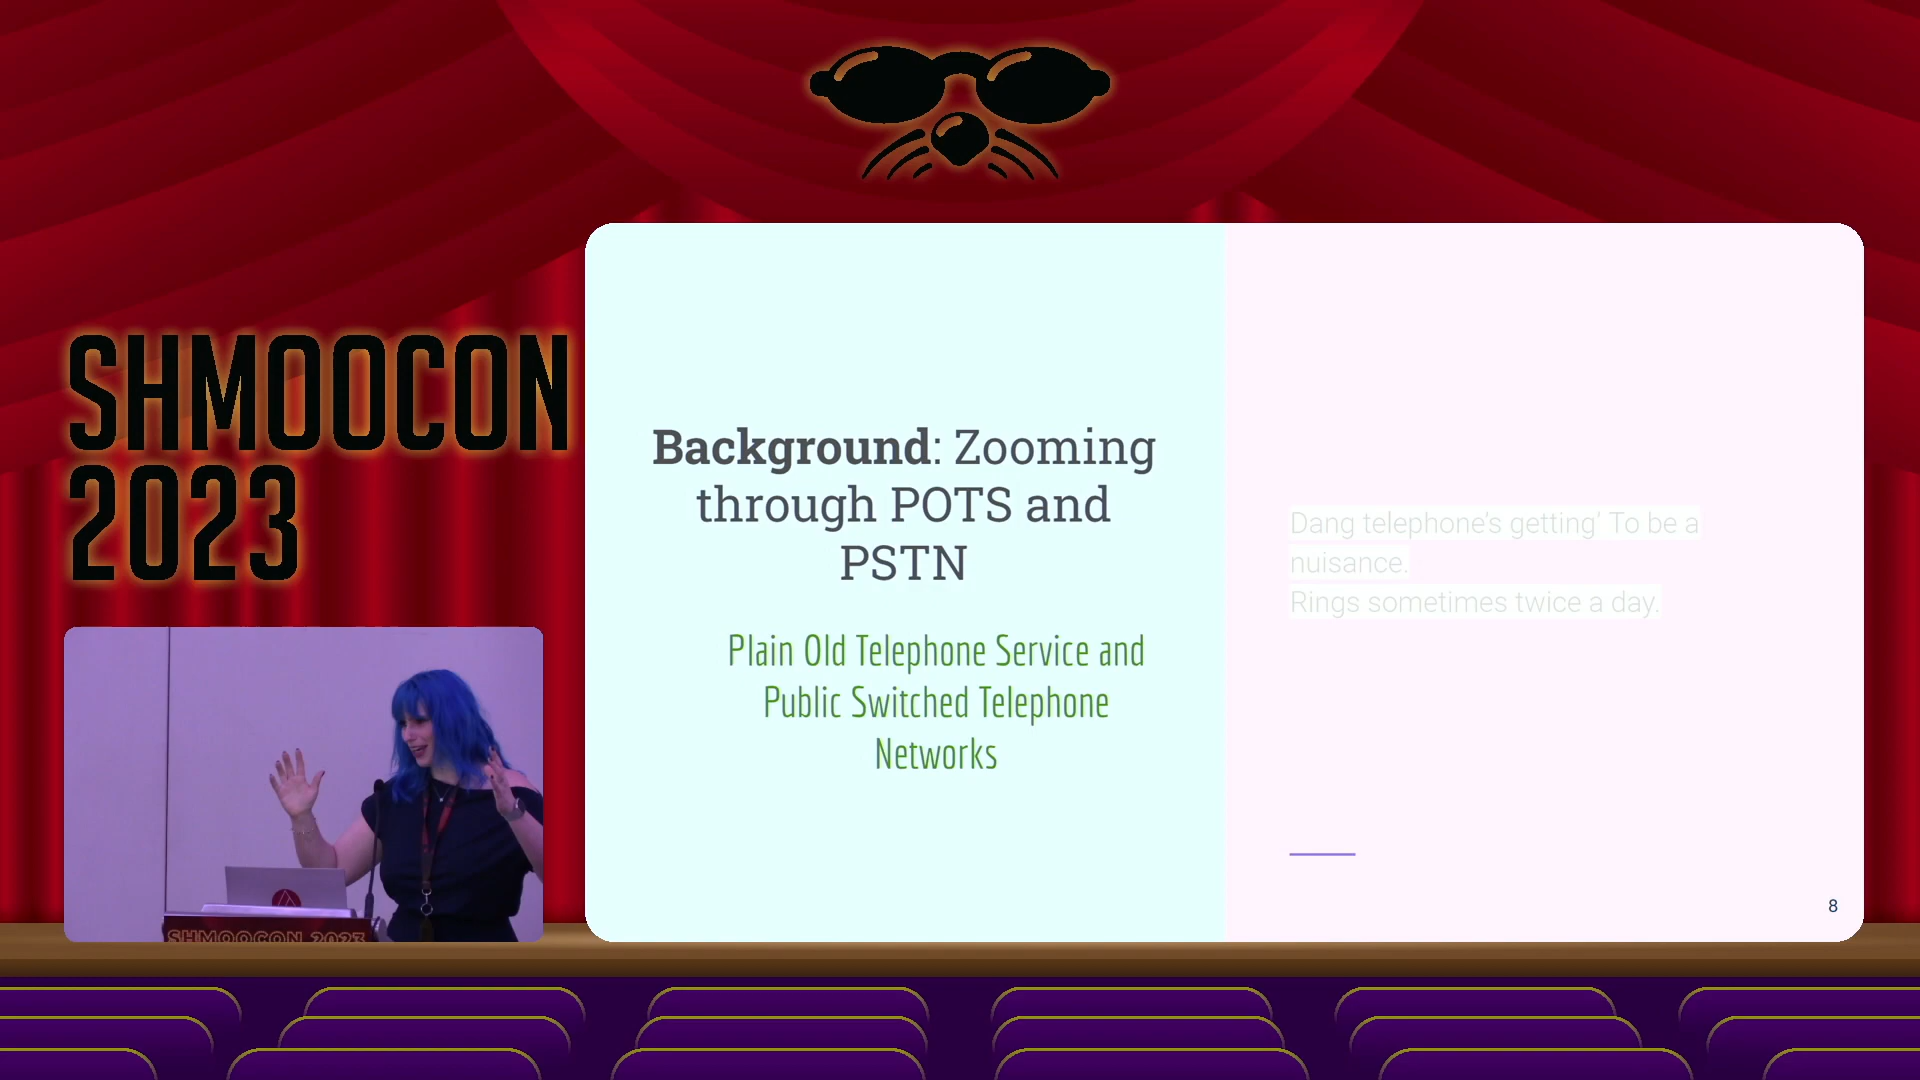 SHMOOCON
2023
Background: Zooming
through POTS and
PSTN
Plain Old Telephone Service and
Public Switched Telephone
Networks
Dang telephone's getting' To be a
nuisance.
Rings sometimes twice a day.
8
SHMOOCON 2023